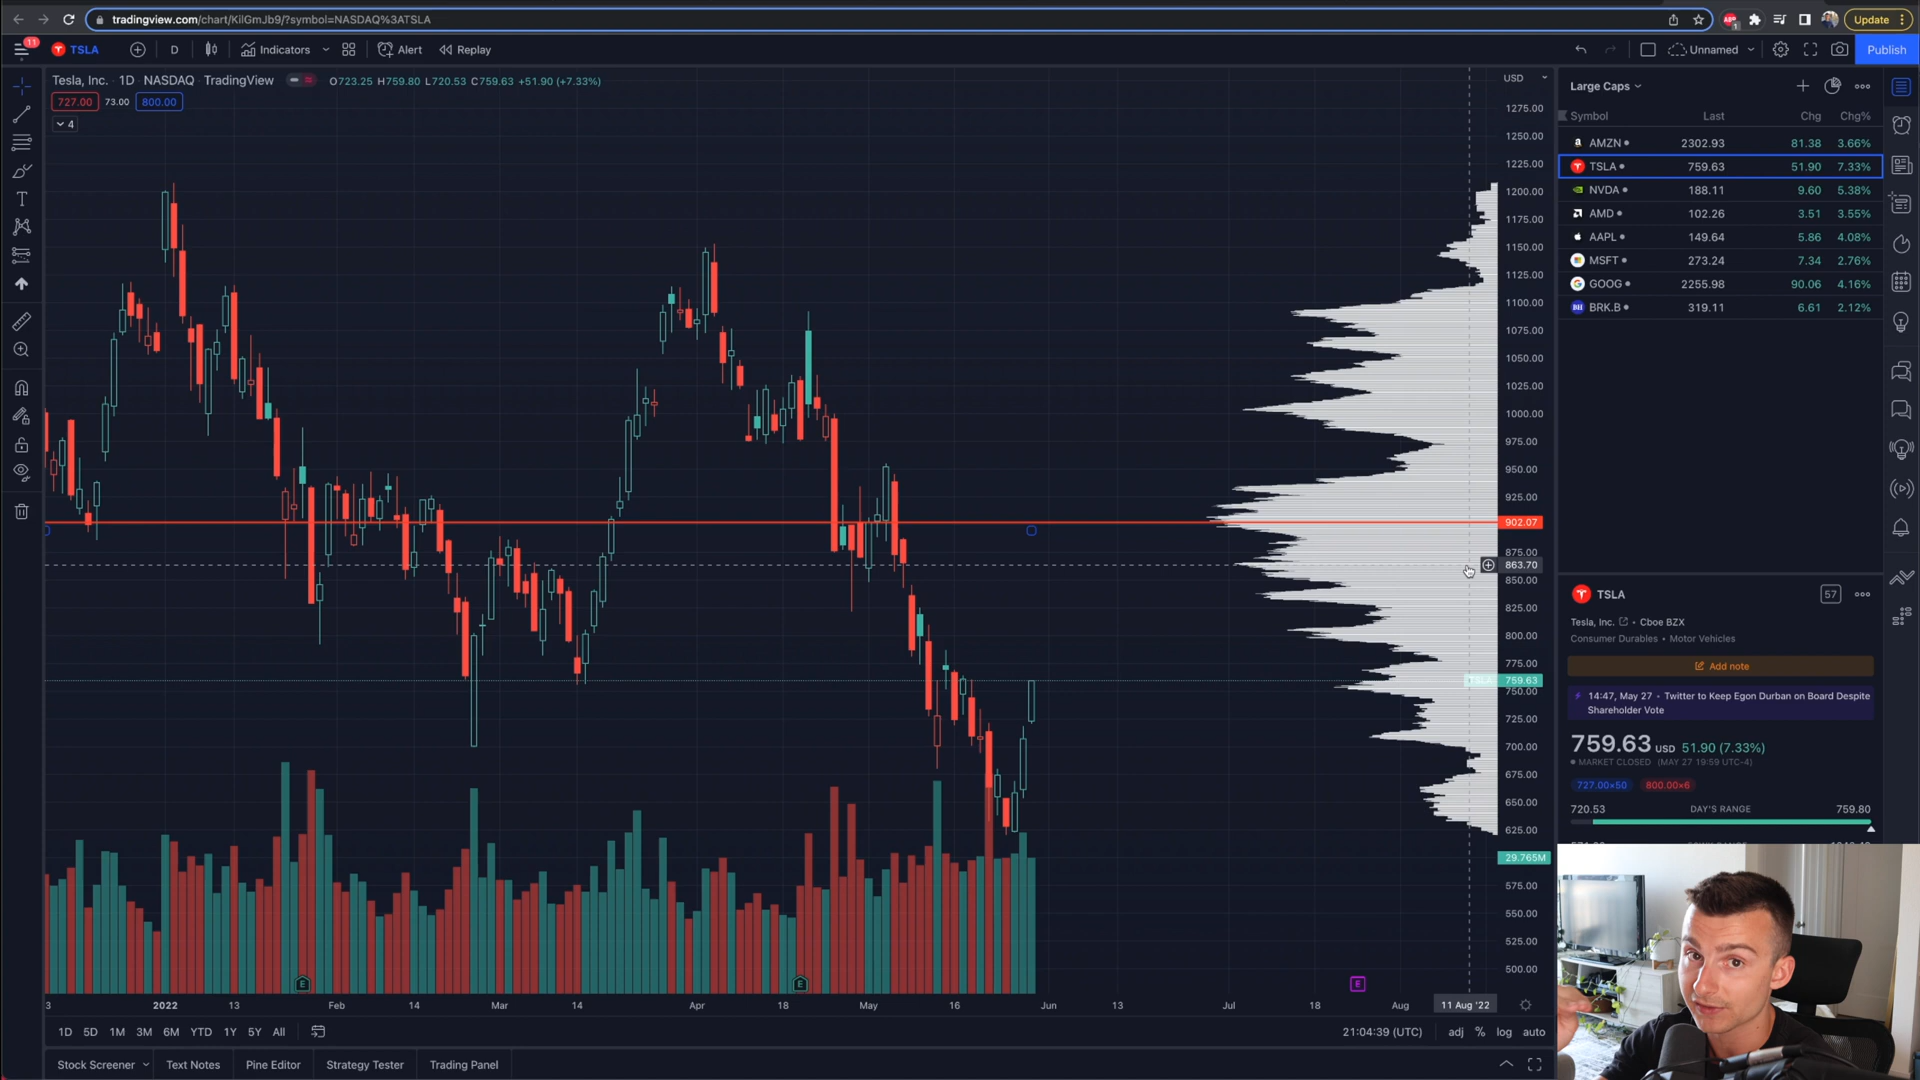 tradingview.com/chart/KilGmJb9/?symbol=NASDAQ%3ATSLA
Update
11
TSLA
D
Indicators
Alert
Replay
Unnamed
Publish
Tesla, Inc. · 1D · NASDAQ · TradingView
O723.25 H759.80 L720.53 C759.63 +51.90 (+7.33%)
727.00 73.00 800.00
4
USD
1275.00
1250.00
1225.00
1200.00
1175.00
1150.00
1125.00
1100.00
1075.00
1050.00
1025.00
1000.00
975.00
950.00
925.00
902.07
875.00
863.70
850.00
825.00
800.00
775.00
TSLA 759.63
750.00
725.00
700.00
675.00
650.00
625.00
29.765M
575.00
550.00
525.00
500.00
E E E
3 2022 13 Feb 14 Mar 14 Apr 18 May 16 Jun 13 Jul 18 Aug 11 Aug '22
1D 5D 1M 3M 6M YTD 1Y 5Y All
21:04:39 (UTC) adj % log auto
Stock Screener Text Notes Pine Editor Strategy Tester Trading Panel
Large Caps
Symbol Last Chg Chg%
AMZN 2302.93 81.38 3.66%
TSLA 759.63 51.90 7.33%
NVDA 188.11 9.60 5.38%
AMD 102.26 3.51 3.55%
AAPL 149.64 5.86 4.08%
MSFT 273.24 7.34 2.76%
GOOG 2255.98 90.06 4.16%
BRK.B 319.11 6.61 2.12%
TSLA 57
Tesla, Inc. • Cboe BZX
Consumer Durables • Motor Vehicles
Add note
14:47, May 27 • Twitter to Keep Egon Durban on Board Despite
Shareholder Vote
759.63 USD 51.90 (7.33%)
MARKET CLOSED (MAY 27 19:59 UTC-4)
727.00×50 800.00×6
720.53 DAY'S RANGE 759.80